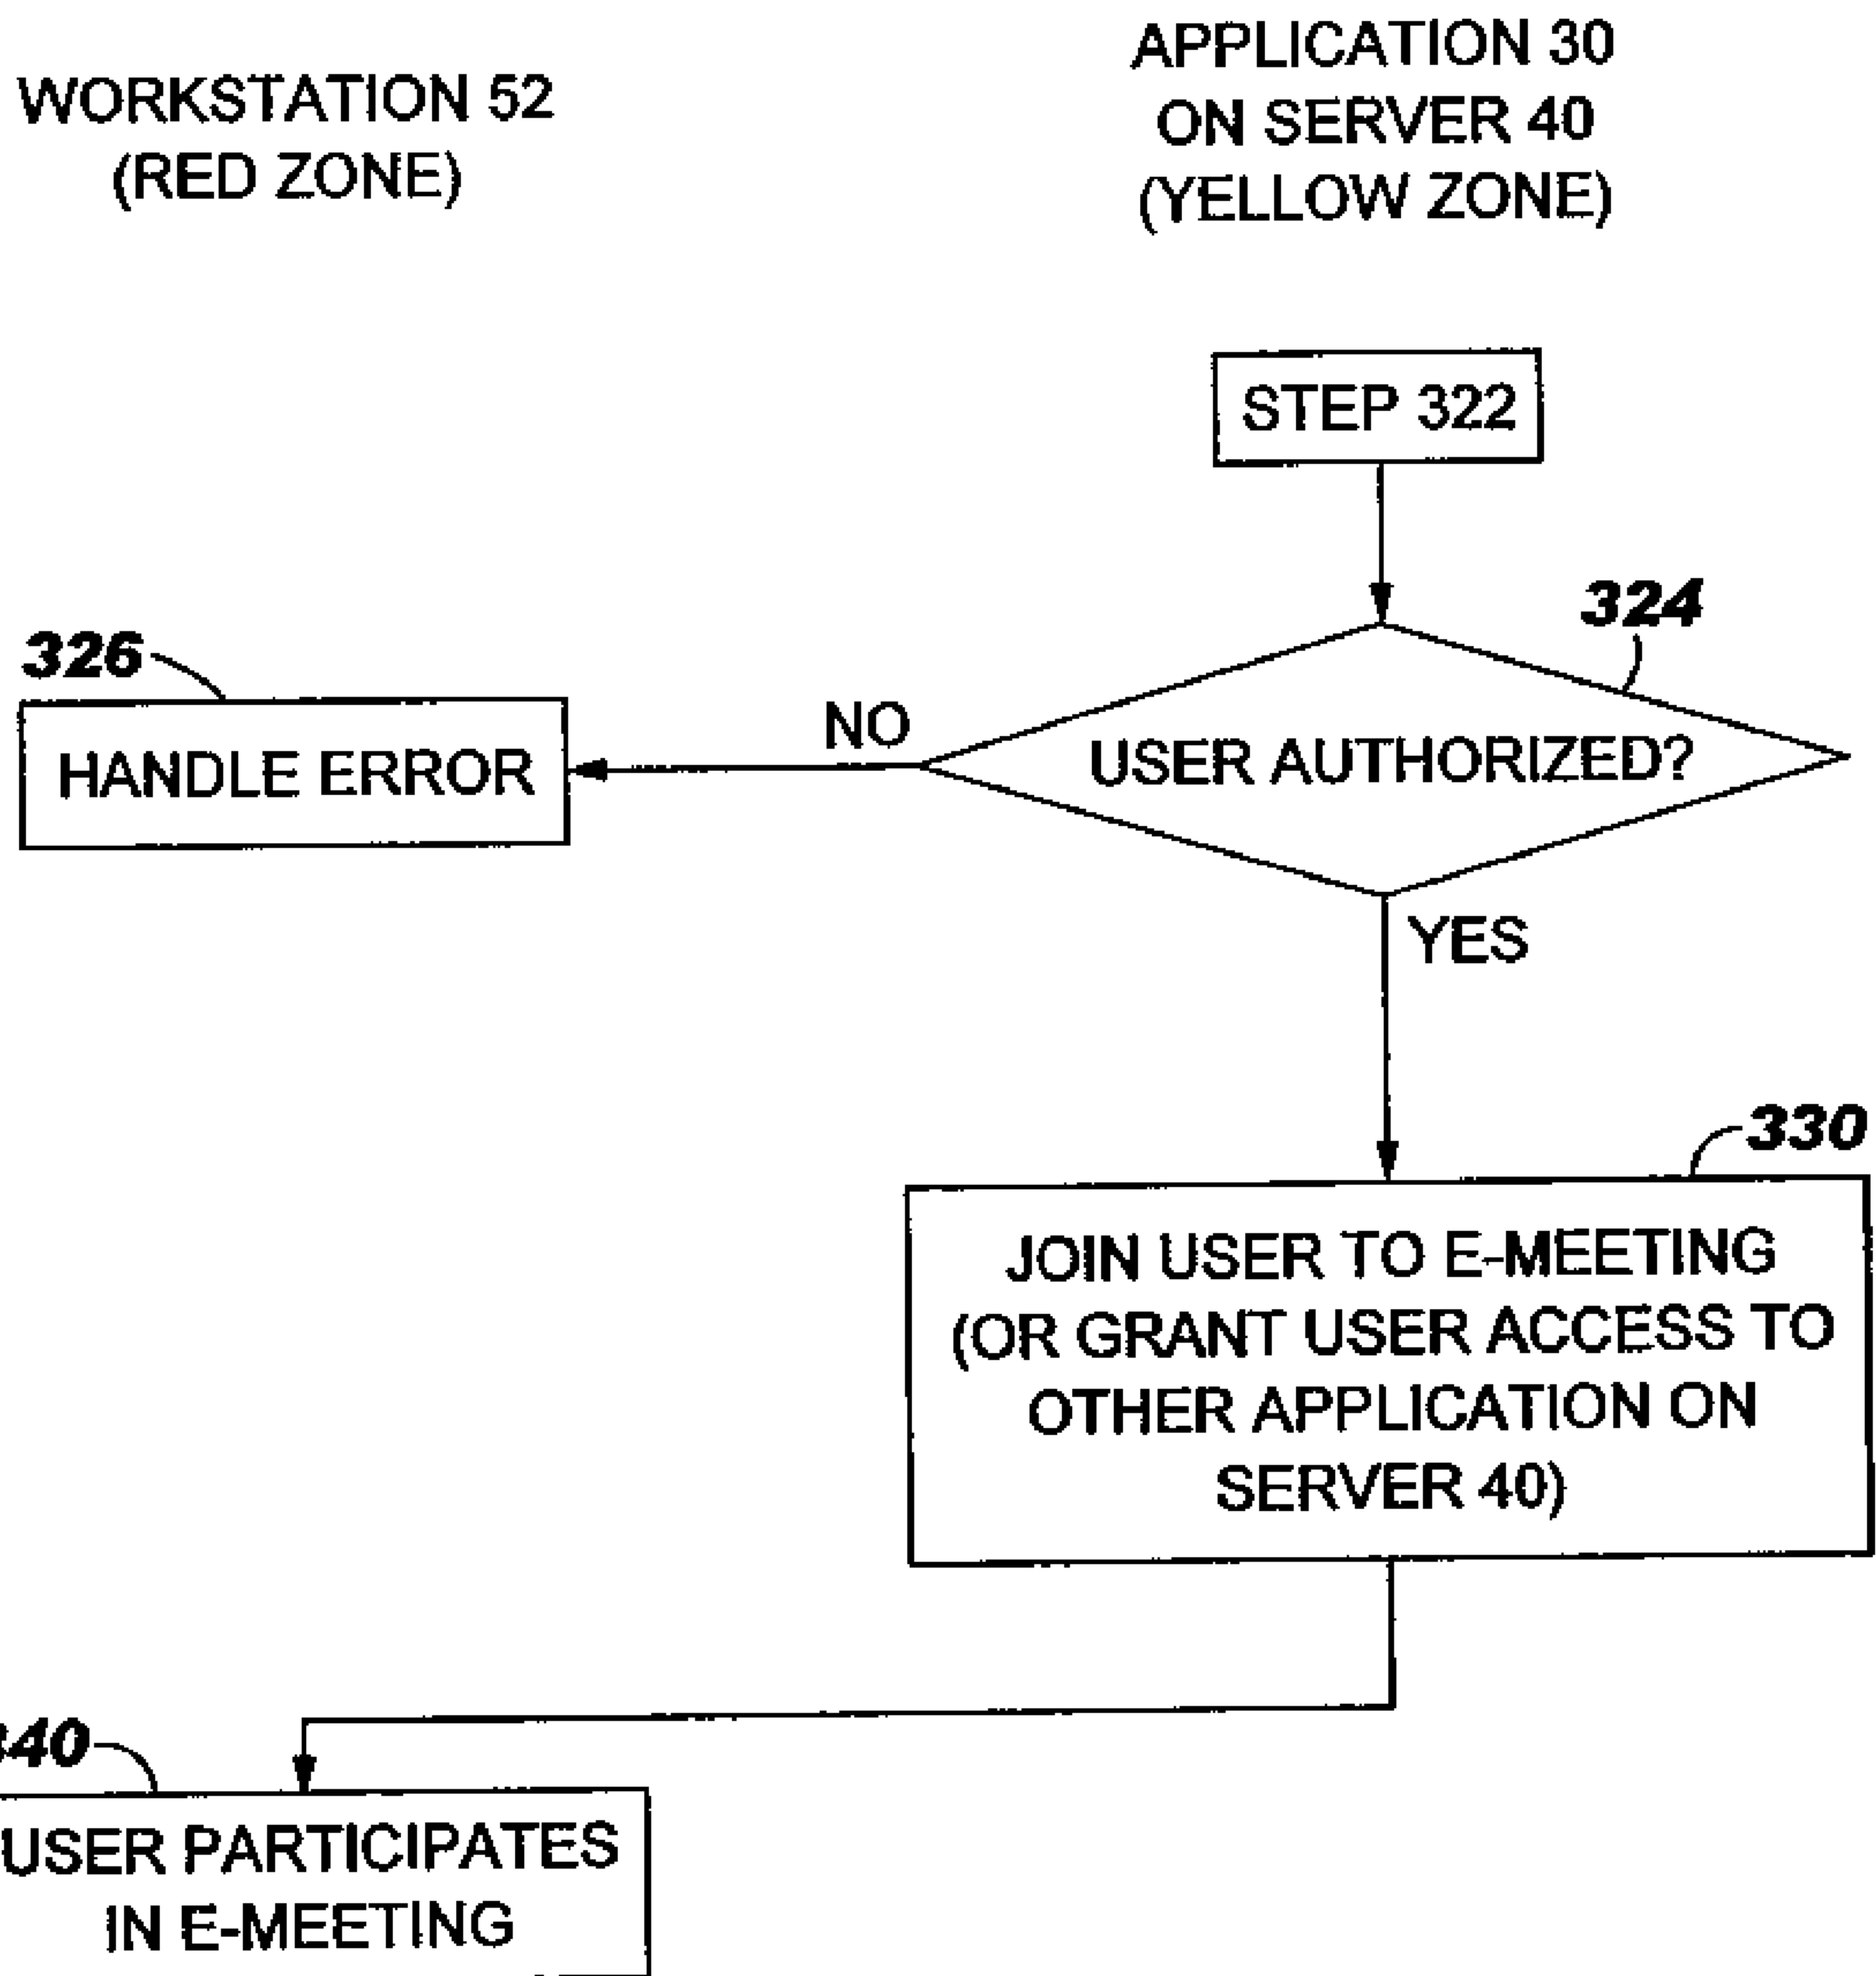 WORKSTATION 52
(RED ZONE)
APPLICATION 30
ON SERVER 40
(YELLOW ZONE)
STEP 322
324
USER AUTHORIZED?
NO
326
HANDLE ERROR
YES
330
JOIN USER TO E-MEETING
(OR GRANT USER ACCESS TO
OTHER APPLICATION ON
SERVER 40)
USER PARTICIPATES
IN E-MEETING